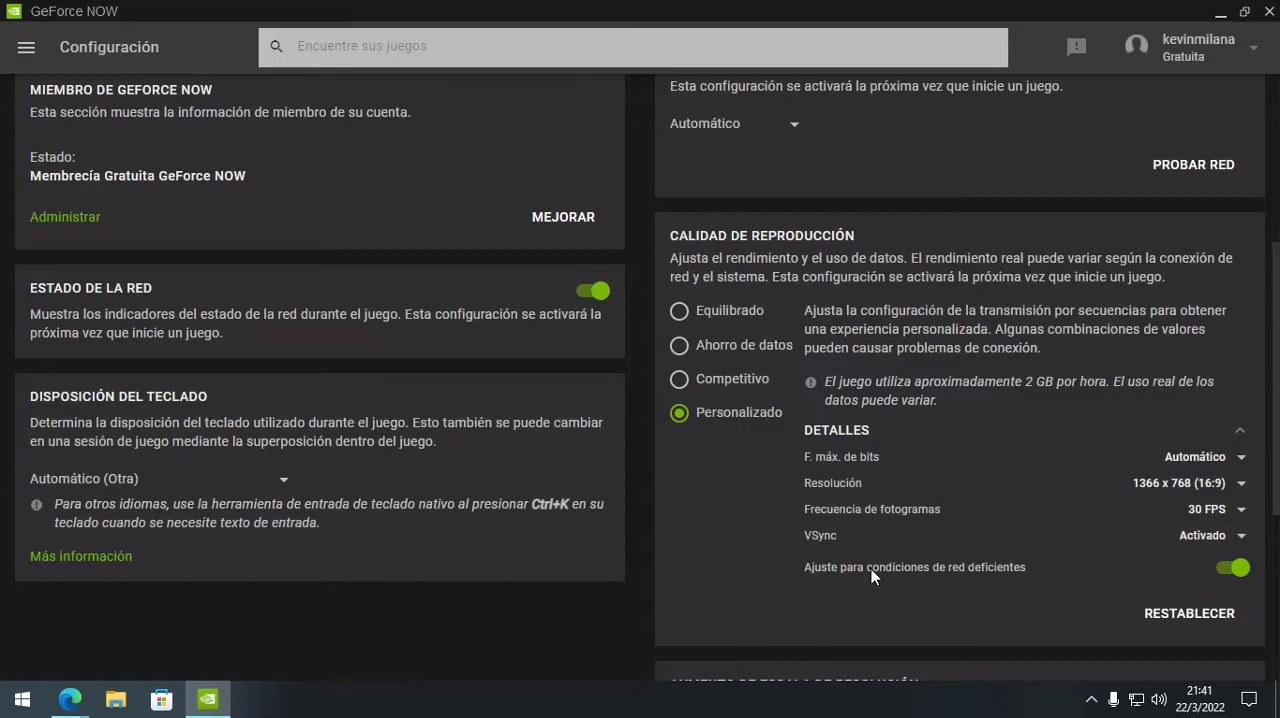 GeForce NOW
Configuración
Encuentre sus juegos
kevinmilana
Gratuita
MIEMBRO DE GEFORCE NOW
Esta sección muestra la información de miembro de su cuenta.
Estado:
Membrecía Gratuita GeForce NOW
Administrar
MEJORAR
ESTADO DE LA RED
Muestra los indicadores del estado de la red durante el juego. Esta configuración se activará la
próxima vez que inicie un juego.
DISPOSICIÓN DEL TECLADO
Determina la disposición del teclado utilizado durante el juego. Esto también se puede cambiar
en una sesión de juego mediante la superposición dentro del juego.
Automático (Otra)
Para otros idiomas, use la herramienta de entrada de teclado nativo al presionar Ctrl+K en su
teclado cuando se necesite texto de entrada.
Más información
Esta configuración se activará la próxima vez que inicie un juego.
Automático
PROBAR RED
CALIDAD DE REPRODUCCIÓN
Ajusta el rendimiento y el uso de datos. El rendimiento real puede variar según la conexión de
red y el sistema. Esta configuración se activará la próxima vez que inicie un juego.
Equilibrado
Ahorro de datos
Competitivo
Personalizado
Ajusta la configuración de la transmisión por secuencias para obtener
una experiencia personalizada. Algunas combinaciones de valores
pueden causar problemas de conexión.
El juego utiliza aproximadamente 2 GB por hora. El uso real de los
datos puede variar.
DETALLES
F. máx. de bits Automático
Resolución 1366 x 768 (16:9)
Frecuencia de fotogramas 30 FPS
VSync Activado
Ajuste para condiciones de red deficientes
RESTABLECER
AUMENTO DE ESCALA DE RESOLUCIÓN
21:41
22/3/2022